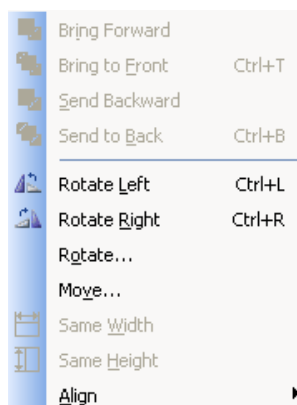 Bring Forward
Bring to Front Ctrl+T
Send Backward
Send to Back Ctrl+B
Rotate Left Ctrl+L
Rotate Right Ctrl+R
Rotate...
Move...
Same Width
Same Height
Align